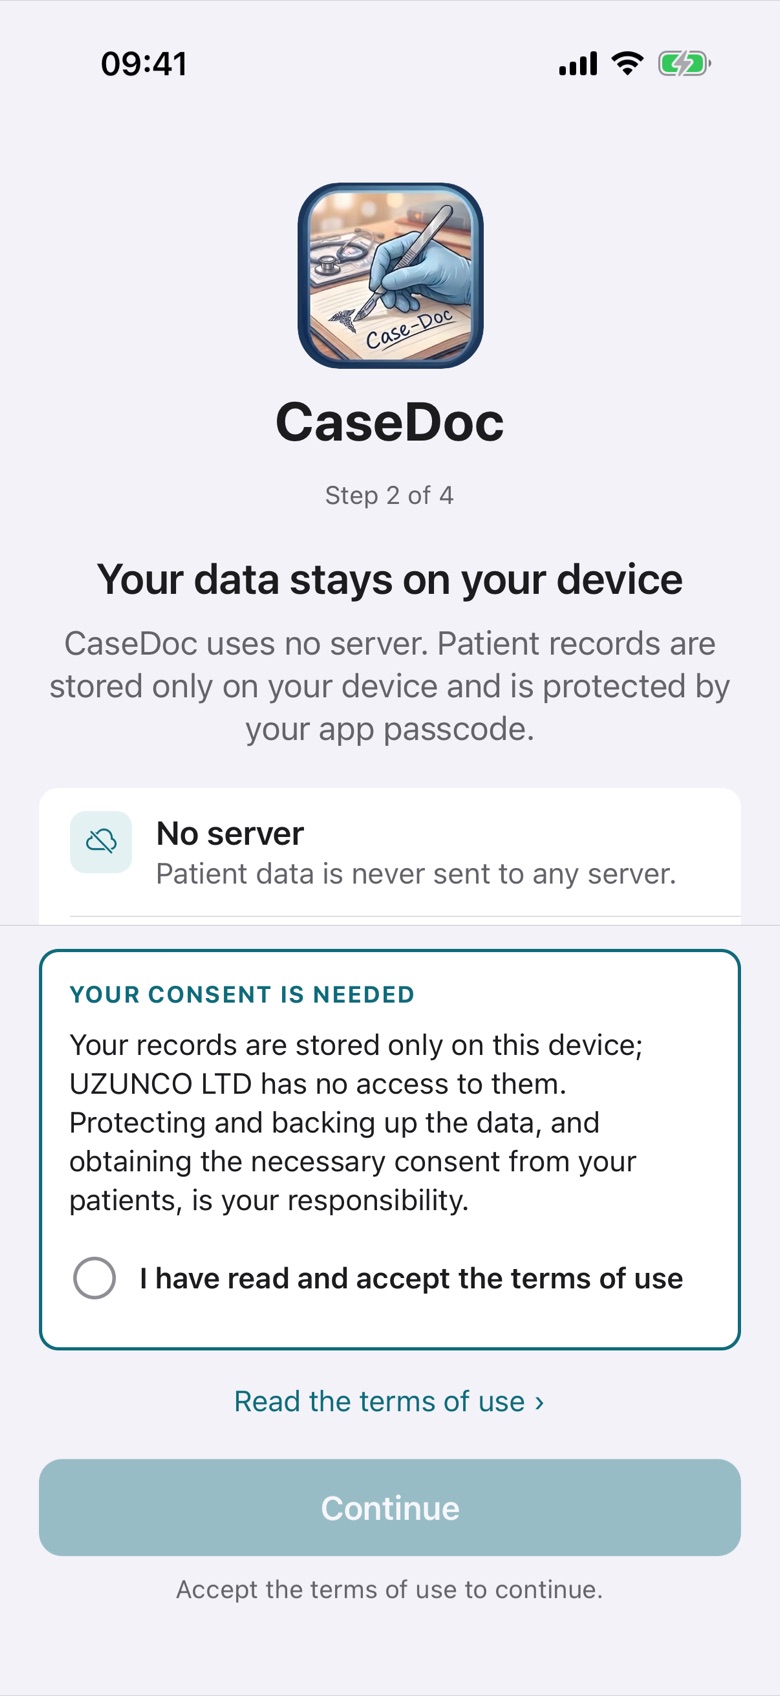 09:41
Case-Doc
CaseDoc
Step 2 of 4
Your data stays on your device
CaseDoc uses no server. Patient records are
stored only on your device and is protected by
your app passcode.
No server
Patient data is never sent to any server.
YOUR CONSENT IS NEEDED
Your records are stored only on this device;
UZUNCO LTD has no access to them.
Protecting and backing up the data, and
obtaining the necessary consent from your
patients, is your responsibility.
I have read and accept the terms of use
Read the terms of use ›
Continue
Accept the terms of use to continue.